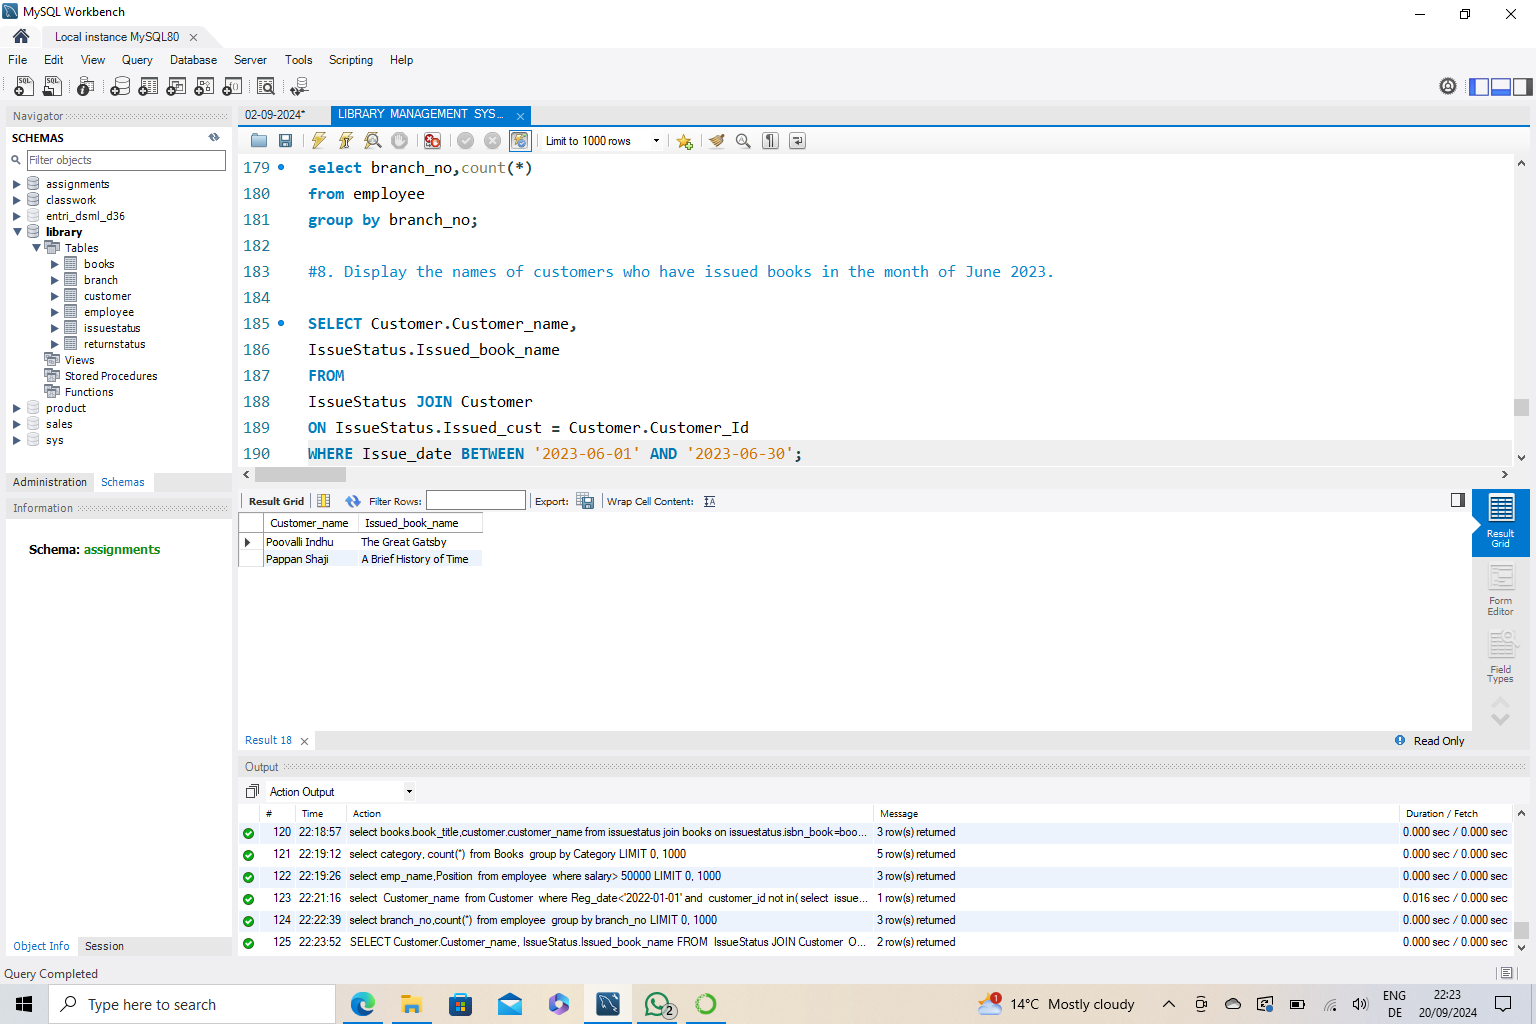 MySQL Workbench
Local instance MySQL80
File Edit View Query Database Server Tools Scripting Help
Navigator
SCHEMAS
Filter objects
assignments
classwork
entri_dsml_d36
library
Tables
books
branch
customer
employee
issuestatus
returnstatus
Views
Stored Procedures
Functions
product
sales
sys
Administration Schemas
Information
Schema: assignments
Object Info Session
02-09-2024* LIBRARY MANAGEMENT SYS...
Limit to 1000 rows
179 select branch_no,count(*)
180 from employee
181 group by branch_no;
182
183 #8. Display the names of customers who have issued books in the month of June 2023.
184
185 SELECT Customer.Customer_name,
186 IssueStatus.Issued_book_name
187 FROM
188 IssueStatus JOIN Customer
189 ON IssueStatus.Issued_cust = Customer.Customer_Id
190 WHERE Issue_date BETWEEN '2023-06-01' AND '2023-06-30';
Result Grid Filter Rows: Export: Wrap Cell Content:
Customer_name Issued_book_name
Poovalli Indhu The Great Gatsby
Pappan Shaji A Brief History of Time
Result Grid
Form Editor
Field Types
Result 18 Read Only
Output
Action Output
# Time Action Message Duration / Fetch
120 22:18:57 select books.book_title,customer.customer_name from issuestatus join books on issuestatus.isbn_book=boo... 3 row(s) returned 0.000 sec / 0.000 sec
121 22:19:12 select category, count(*) from Books group by Category LIMIT 0, 1000 5 row(s) returned 0.000 sec / 0.000 sec
122 22:19:26 select emp_name,Position from employee where salary> 50000 LIMIT 0, 1000 3 row(s) returned 0.000 sec / 0.000 sec
123 22:21:16 select Customer_name from Customer where Reg_date<'2022-01-01' and customer_id not in( select issue... 1 row(s) returned 0.016 sec / 0.000 sec
124 22:22:39 select branch_no,count(*) from employee group by branch_no LIMIT 0, 1000 3 row(s) returned 0.000 sec / 0.000 sec
125 22:23:52 SELECT Customer.Customer_name, IssueStatus.Issued_book_name FROM IssueStatus JOIN Customer O... 2 row(s) returned 0.000 sec / 0.000 sec
Query Completed
Type here to search
2
1
14°C Mostly cloudy
ENG
DE
22:23
20/09/2024